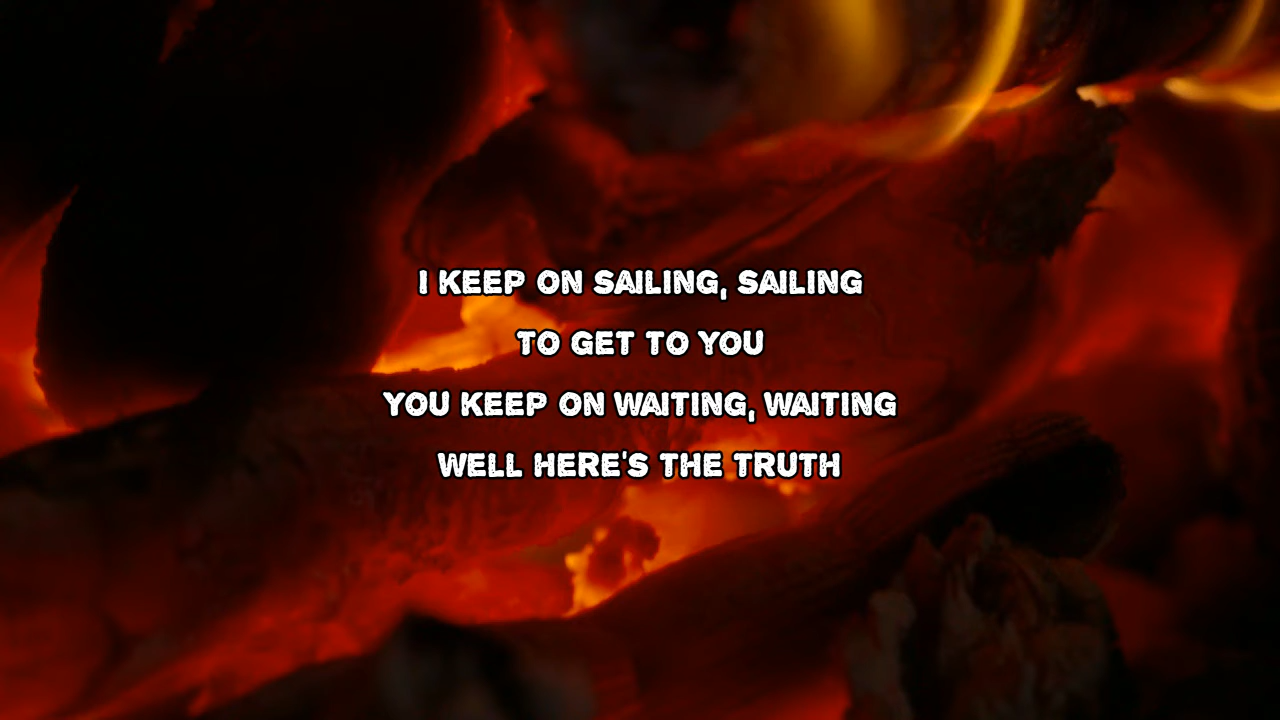 I KEEP ON SAILING, SAILING
TO GET TO YOU
YOU KEEP ON WAITING, WAITING
WELL HERE'S THE TRUTH